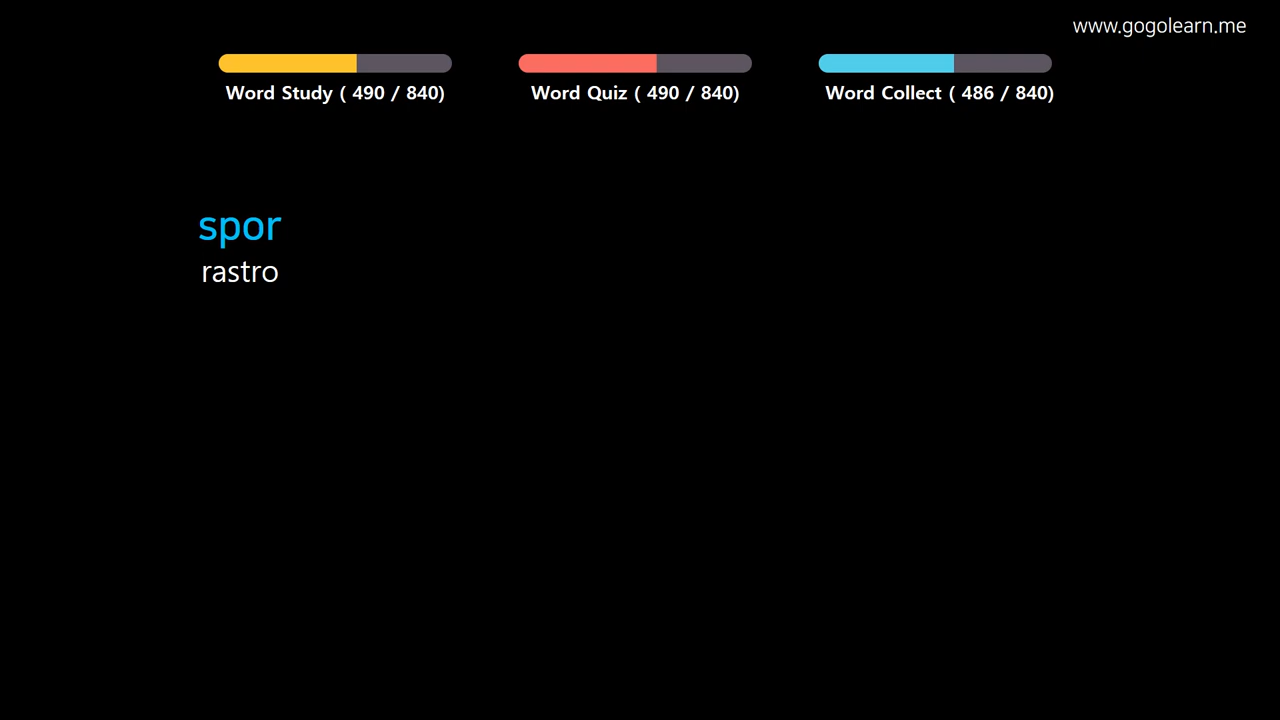 www.gogolearn.me
Word Study ( 490 / 840)
Word Quiz ( 490 / 840)
Word Collect ( 486 / 840)
spor
rastro